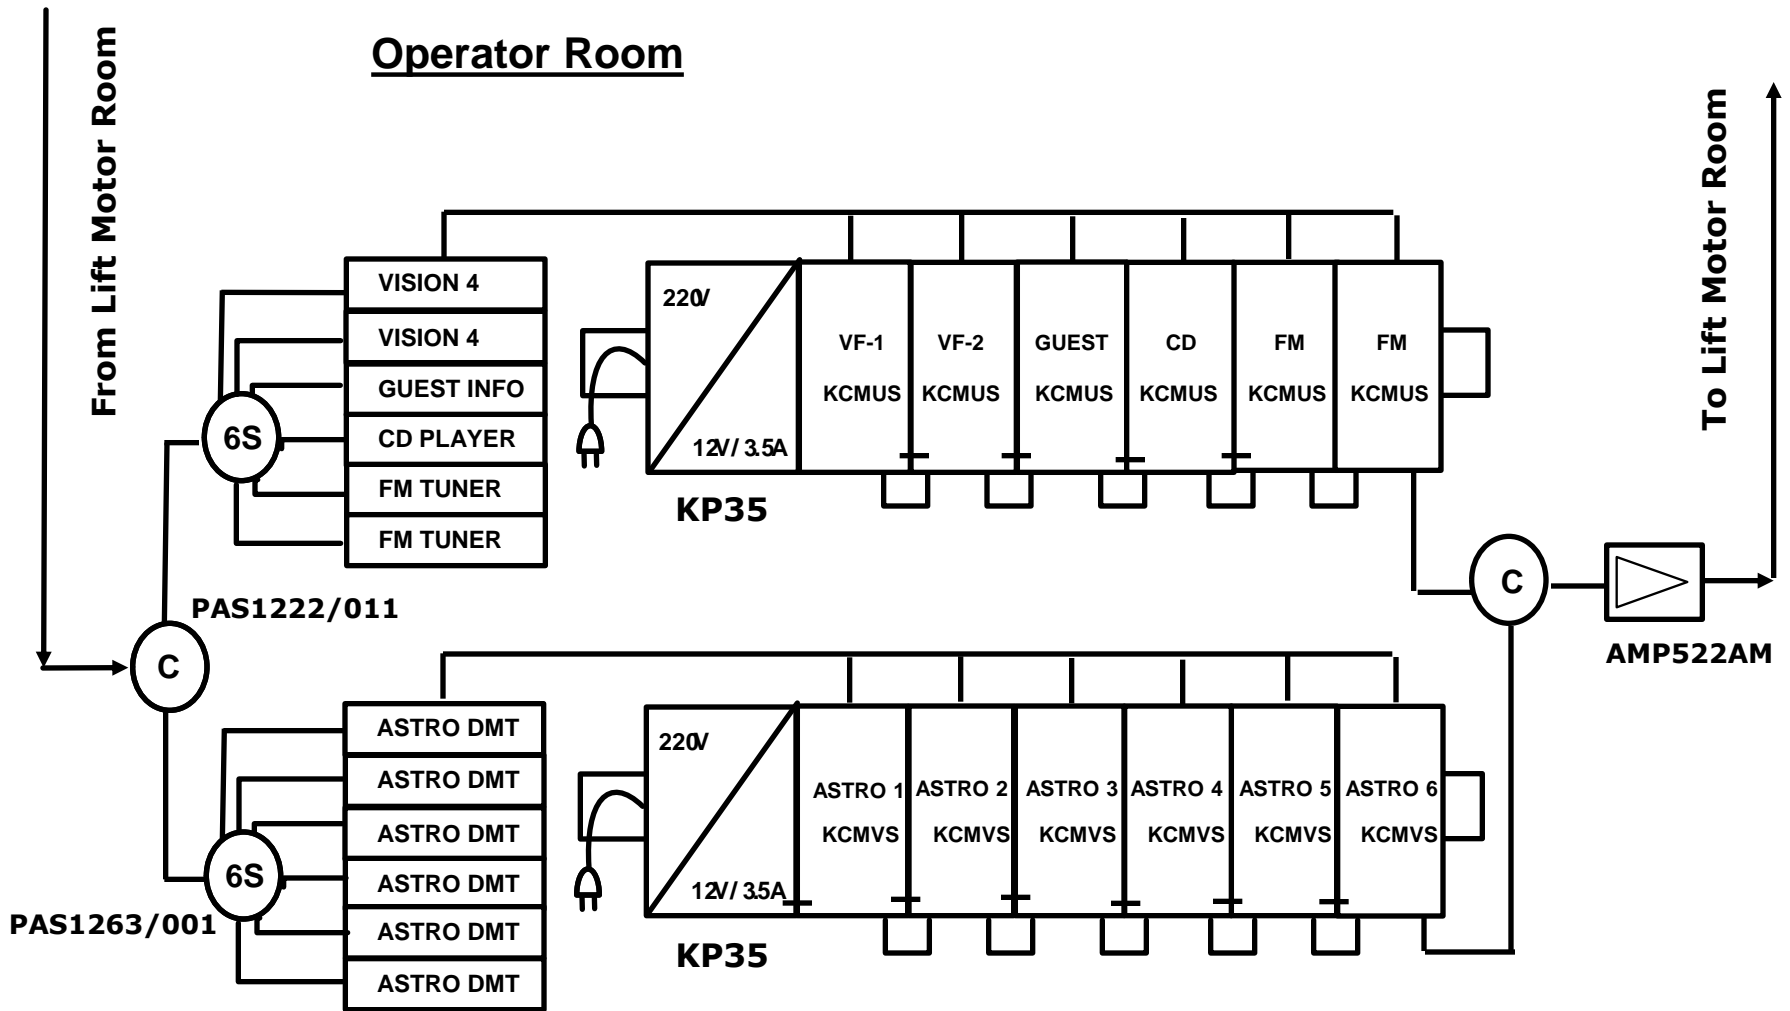 Operator Room
From Lift Motor Room
To Lift Motor Room
VISION 4
VISION 4
GUEST INFO
CD PLAYER
FM TUNER
FM TUNER
6S
220V
12V/ 3.5A
KP35
VF-1
KCMUS
VF-2
KCMUS
GUEST
KCMUS
CD
KCMUS
FM
KCMUS
FM
KCMUS
PAS1222/011
C
C
AMP522AM
ASTRO DMT
ASTRO DMT
ASTRO DMT
ASTRO DMT
ASTRO DMT
ASTRO DMT
6S
PAS1263/001
220V
12V/ 3.5A
KP35
ASTRO 1
KCMVS
ASTRO 2
KCMVS
ASTRO 3
KCMVS
ASTRO 4
KCMVS
ASTRO 5
KCMVS
ASTRO 6
KCMVS